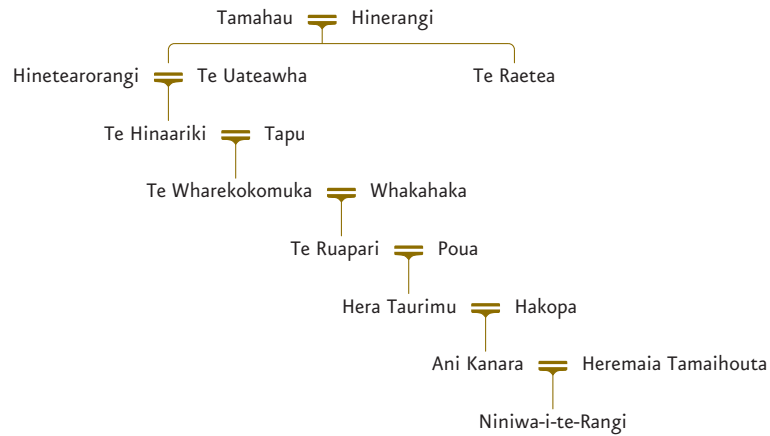 Tamahau Hinerangi
Hinetearorangi Te Uateawha Te Raetea
Te Hinaariki Tapu
Te Wharekokomuka Whakahaka
Te Ruapari Poua
Hera Taurimu Hakopa
Ani Kanara Heremaia Tamaihouta
Niniwa-i-te-Rangi